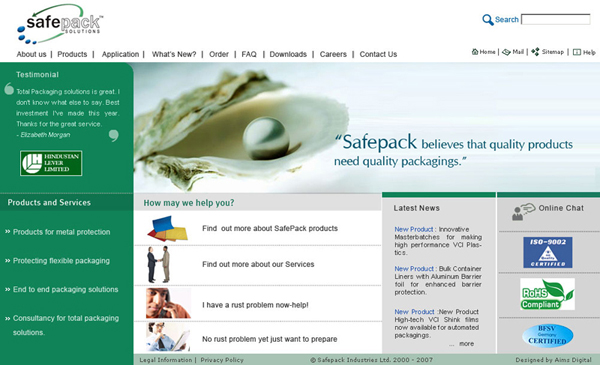 safepack™
SOLUTIONS
Search
About us | Products | Application | What's New? | Order | FAQ | Downloads | Careers | Contact Us
Home | Mail | Sitemap | Help
Testimonial
Total Packaging solutions is great. I
don't know what else to say. Best
investment I've made this year.
Thanks for the great service.
- Elizabeth Morgan
HINDUSTAN
LEVER
LIMITED
“Safepack believes that quality products
need quality packagings.”
Products and Services
Products for metal protection
Protecting flexible packaging
End to end packaging solutions
Consultancy for total packaging
solutions.
How may we help you?
Find out more about SafePack products
Find out more about our Services
I have a rust problem now-help!
No rust problem yet just want to prepare
Latest News
New Product : Innovative
Masterbatches for making
high performance VCI Plas-
tics.
New Product : Bulk Container
Liners with Aluminum Barrier
foil for enhanced barrier
protection.
New Product :New Product
High-tech VCI Shink films
now available for automated
packagings.
... more
Online Chat
ISO-9002
CERTIFIED
RoHS
Compliant
BFSV
CERTIFIED
Legal Information | Privacy Policy
© Safepack Industries Ltd. 2000 - 2007
Designed by Aims Digital